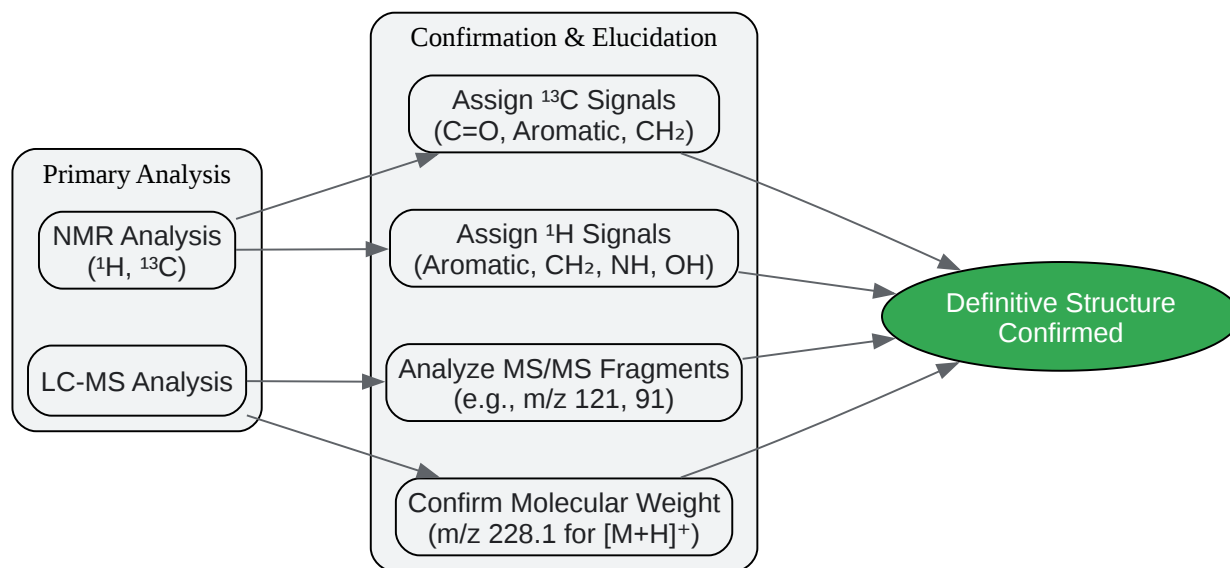 Primary Analysis
NMR Analysis
(¹H, ¹³C)
LC-MS Analysis
Confirmation & Elucidation
Assign ¹³C Signals
(C=O, Aromatic, CH₂)
Assign ¹H Signals
(Aromatic, CH₂, NH, OH)
Analyze MS/MS Fragments
(e.g., m/z 121, 91)
Confirm Molecular Weight
(m/z 228.1 for [M+H]⁺)
Definitive Structure
Confirmed